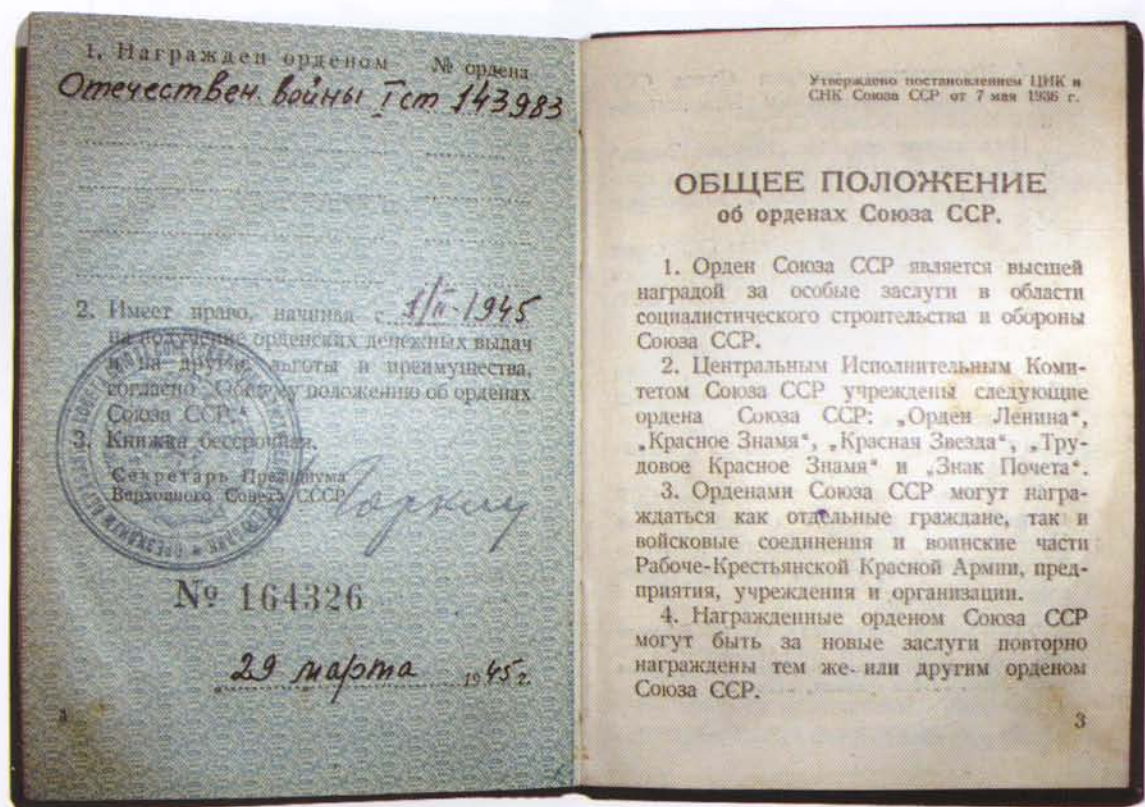 1. Награжден орденом № ордена
Отечествен. войны I ст 143983
2. Имеет право, начиная с 1/II-1945
на получение орденских денежных выдач
и на другие льготы и преимущества,
согласно „Общему положению об орденах
Союза ССР.“
3. Книжка бессрочная.
Секретарь Президиума
Верховного Совета СССР
Горкин
№ 164326
29 марта 1945 г.
Утверждено постановлением ЦИК и
СНК Союза ССР от 7 мая 1936 г.
ОБЩЕЕ ПОЛОЖЕНИЕ
об орденах Союза ССР.
1. Орден Союза ССР является высшей
наградой за особые заслуги в области
социалистического строительства и обороны
Союза ССР.
2. Центральным Исполнительным Коми-
тетом Союза ССР учреждены следующие
ордена Союза ССР: „Орден Ленина“,
„Красное Знамя“, „Красная Звезда“, „Тру-
довое Красное Знамя“ и „Знак Почета“.
3. Орденами Союза ССР могут награ-
ждаться как отдельные граждане, так и
войсковые соединения и воинские части
Рабоче-Крестьянской Красной Армии, пред-
приятия, учреждения и организации.
4. Награжденные орденом Союза ССР
могут быть за новые заслуги повторно
награждены тем же или другим орденом
Союза ССР.
3